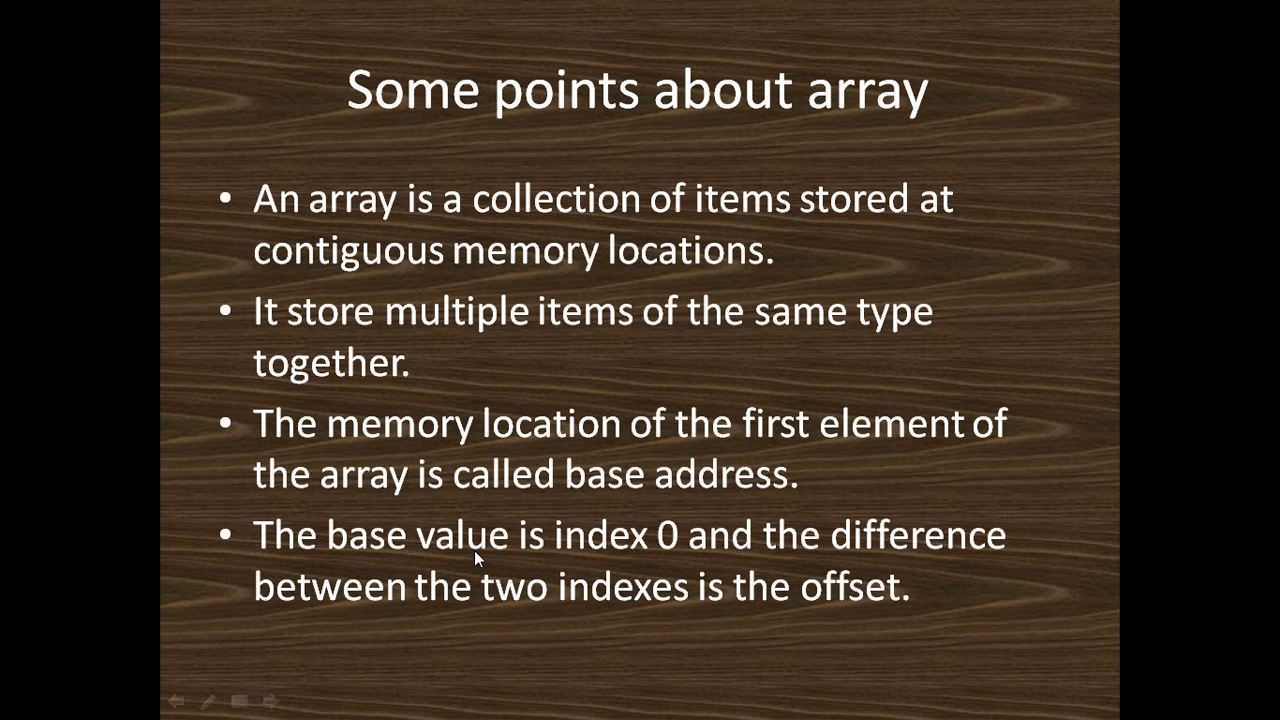 Some points about array
• An array is a collection of items stored at
contiguous memory locations.
• It store multiple items of the same type
together.
• The memory location of the first element of
the array is called base address.
• The base value is index 0 and the difference
between the two indexes is the offset.